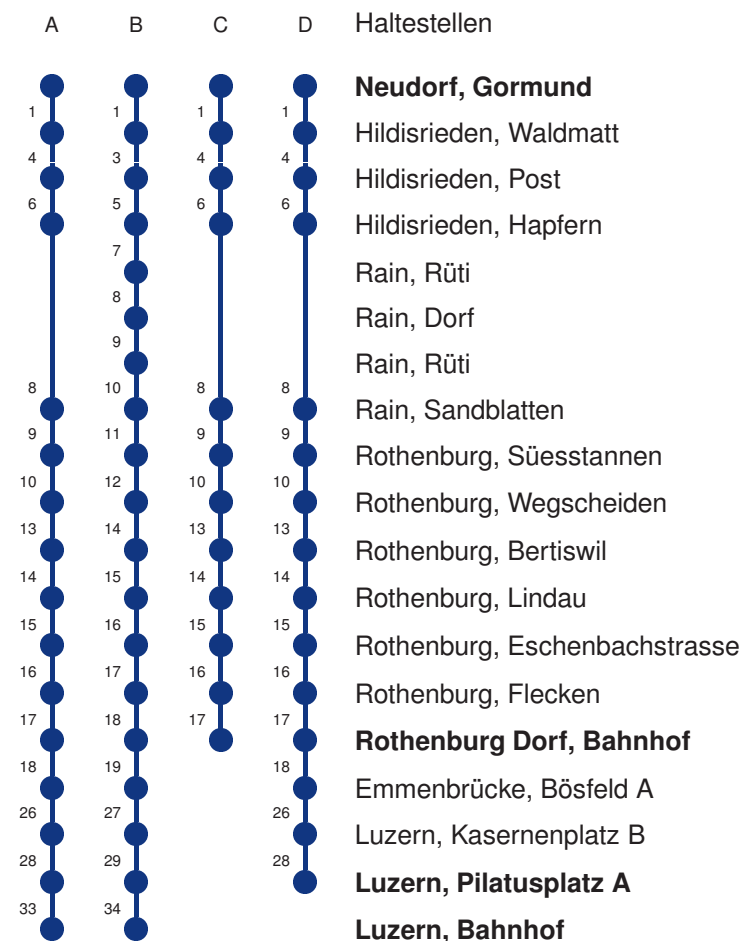 A B C D Haltestellen
Neudorf, Gormund
1 1 1 1 Hildisrieden, Waldmatt
4 3 4 4 Hildisrieden, Post
6 5 6 6 Hildisrieden, Hapfern
7 Rain, Rüti
8 Rain, Dorf
9 Rain, Rüti
8 10 8 8 Rain, Sandblatten
9 11 9 9 Rothenburg, Süesstannen
10 12 10 10 Rothenburg, Wegscheiden
13 14 13 13 Rothenburg, Bertiswil
14 15 14 14 Rothenburg, Lindau
15 16 15 15 Rothenburg, Eschenbachstrasse
16 17 16 16 Rothenburg, Flecken
17 18 17 17 Rothenburg Dorf, Bahnhof
18 19 18 Emmenbrücke, Bösfeld A
26 27 26 Luzern, Kasernenplatz B
28 29 28 Luzern, Pilatusplatz A
33 34 Luzern, Bahnhof